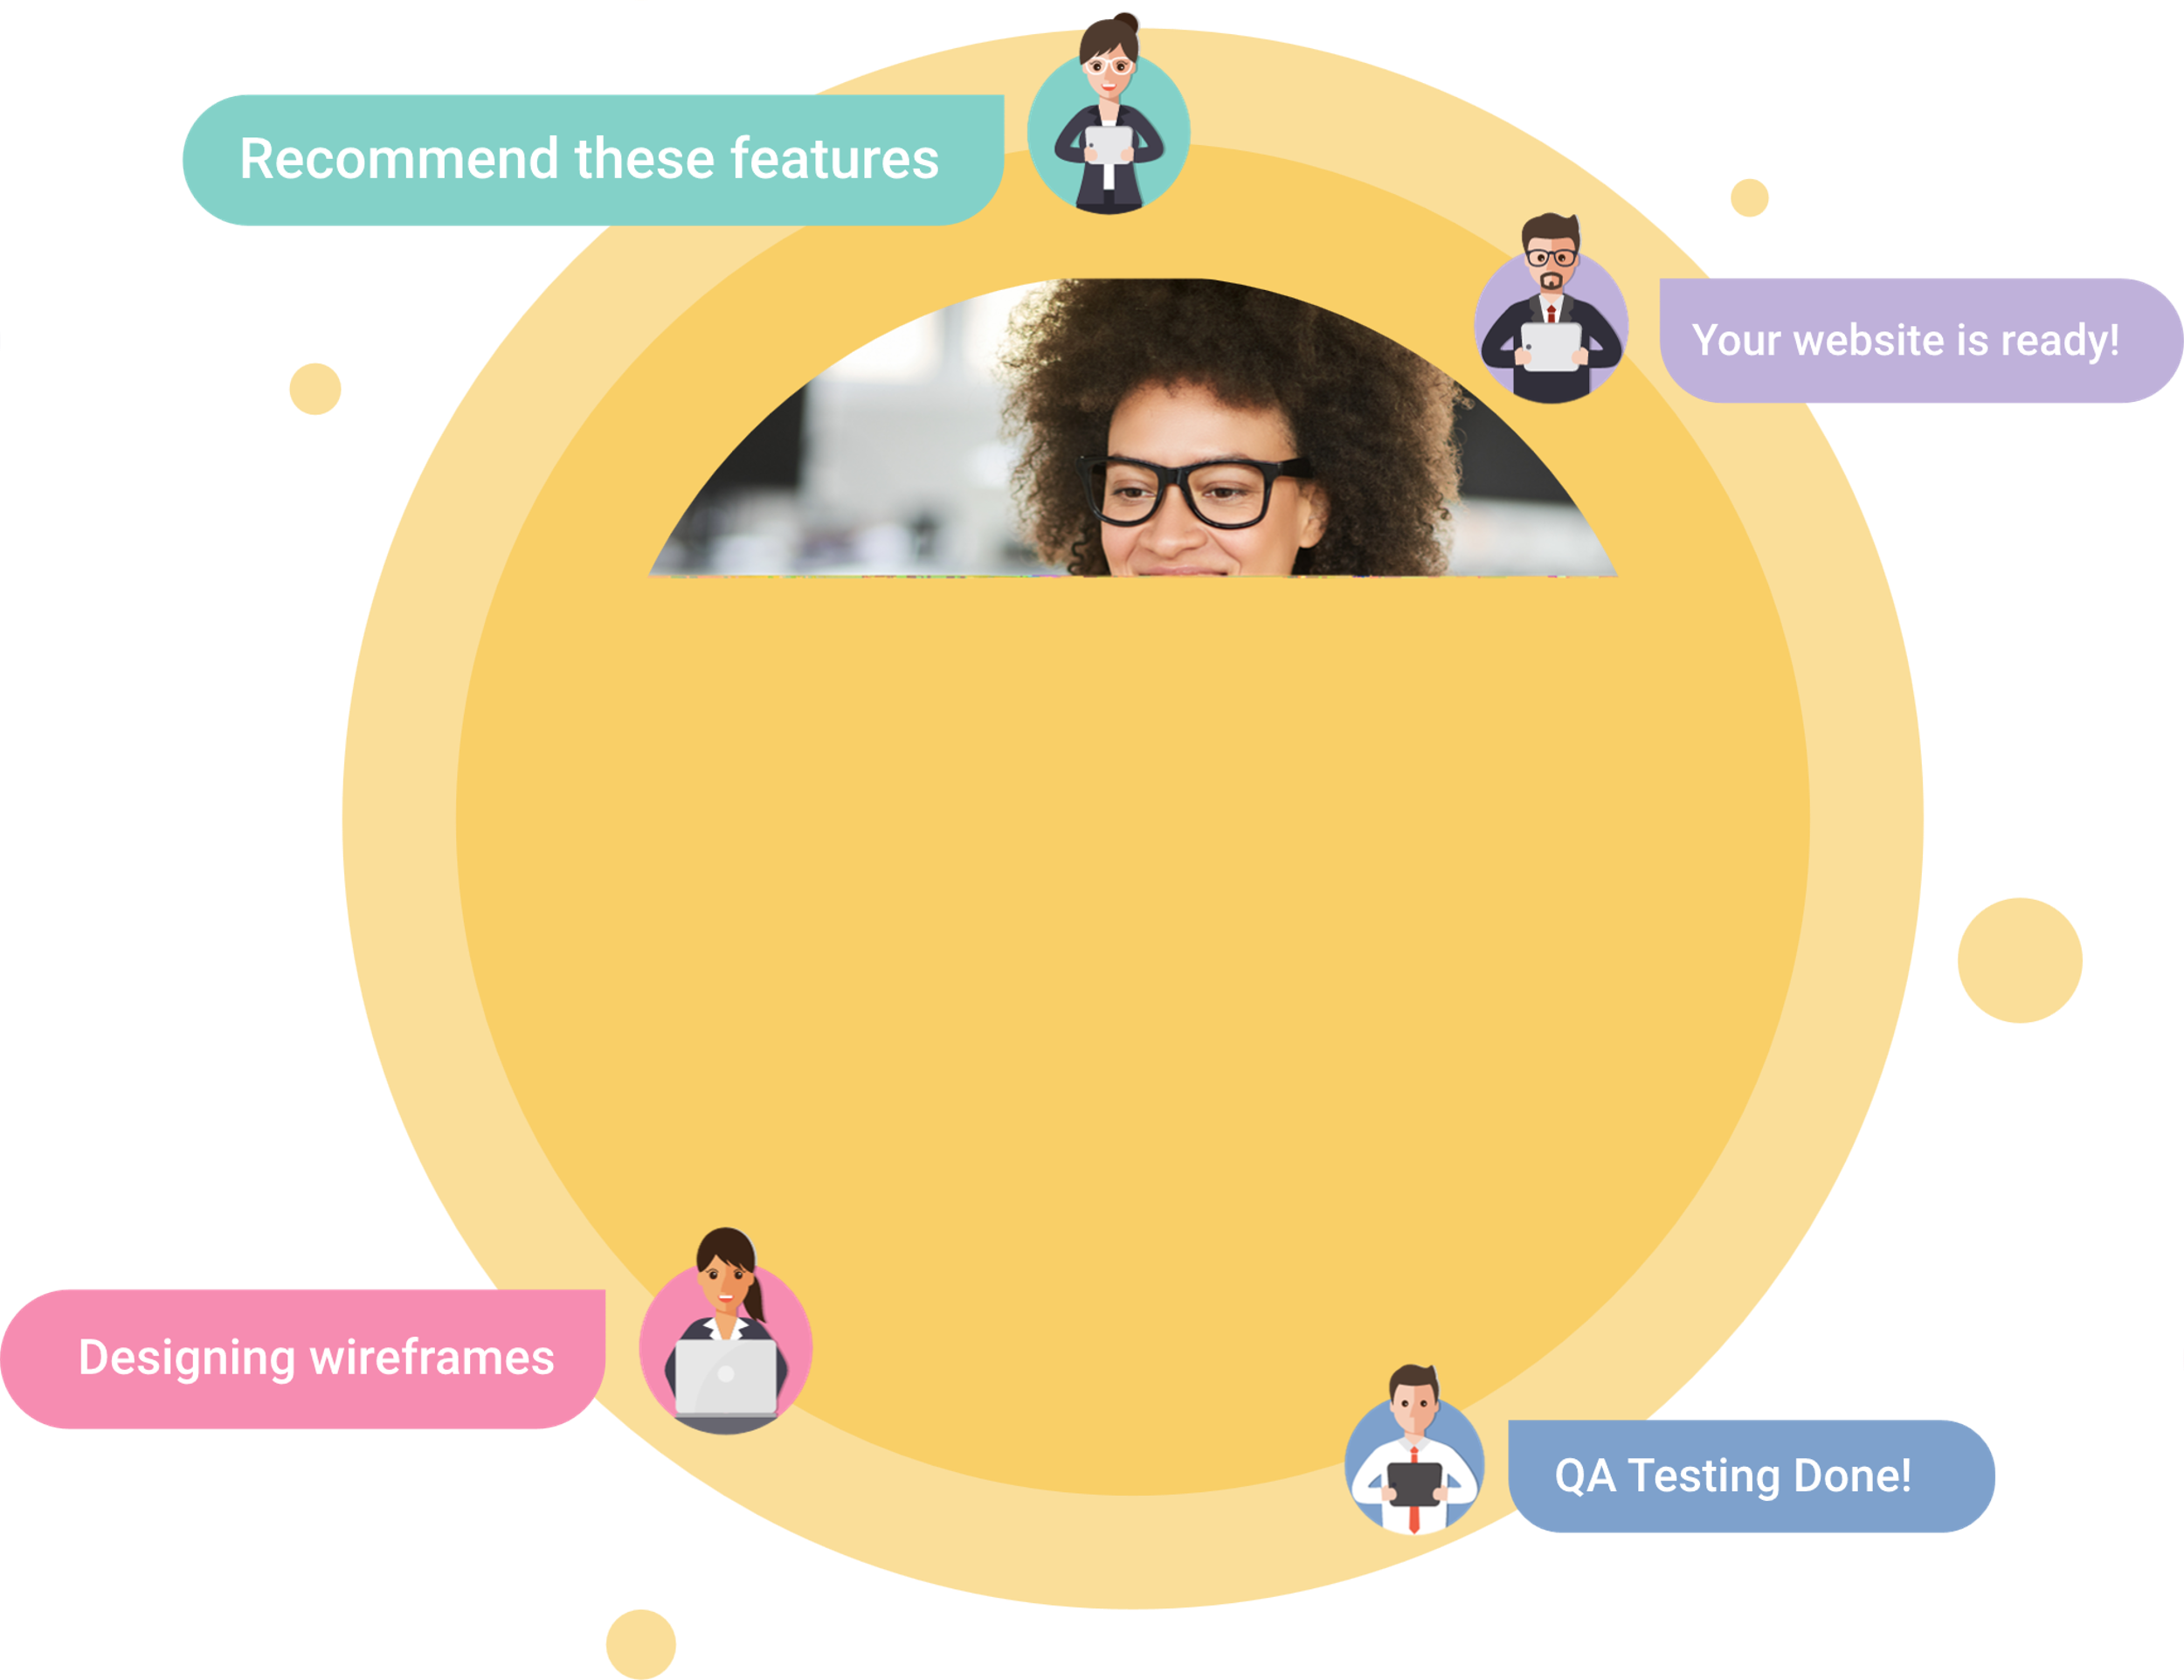 Recommend these features
Your website is ready!
Designing wireframes
QA Testing Done!